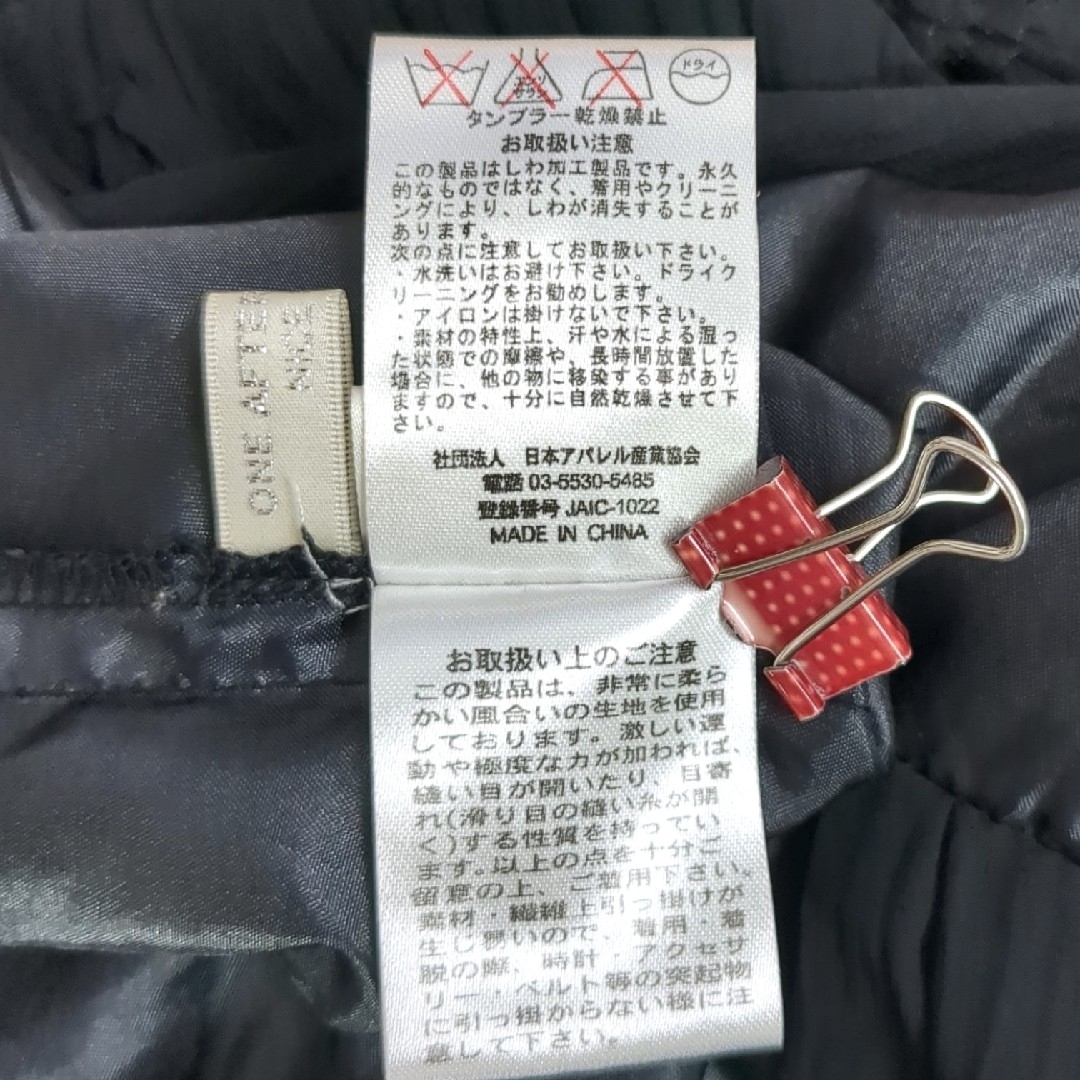 ドライ
エンソ
サラシ
タンブラー乾燥禁止
お取扱い注意
この製品はしわ加工製品です。永久
的なものではなく、着用やクリーニ
ングにより、しわが消失することが
あります。
次の点に注意してお取扱い下さい。
・水洗いはお避け下さい。ドライク
リーニングをお勧めします。
・アイロンは掛けないで下さい。
・素材の特性上、汗や水による湿っ
た状態での摩擦や、長時間放置した
場合に、他の物に移染する事があり
ますので、十分に自然乾燥させて下
さい。
社団法人 日本アパレル産業協会
電話 03-5530-5485
登録番号 JAIC-1022
MADE IN CHINA
ONE AFTER
NICE
お取扱い上のご注意
この製品は、非常に柔ら
かい風合いの生地を使用
しております。激しい運
動や極度な力が加われば、
縫い目が開いたり、目寄
れ(滑り目の縫い糸が開
く)する性質を持ってい
ます。以上の点を十分ご
留意の上、ご着用下さい。
素材・繊維上引っ掛けが
生じ易いので、着用・着
脱の際、時計・アクセサ
リー・ベルト等の突起物
に引っ掛からない様に注
意して下さい。